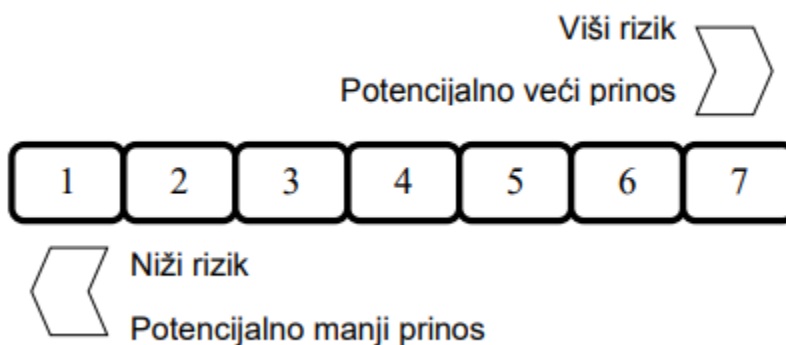 Viši rizik
Potencijalno veći prinos
1 2 3 4 5 6 7
Niži rizik
Potencijalno manji prinos